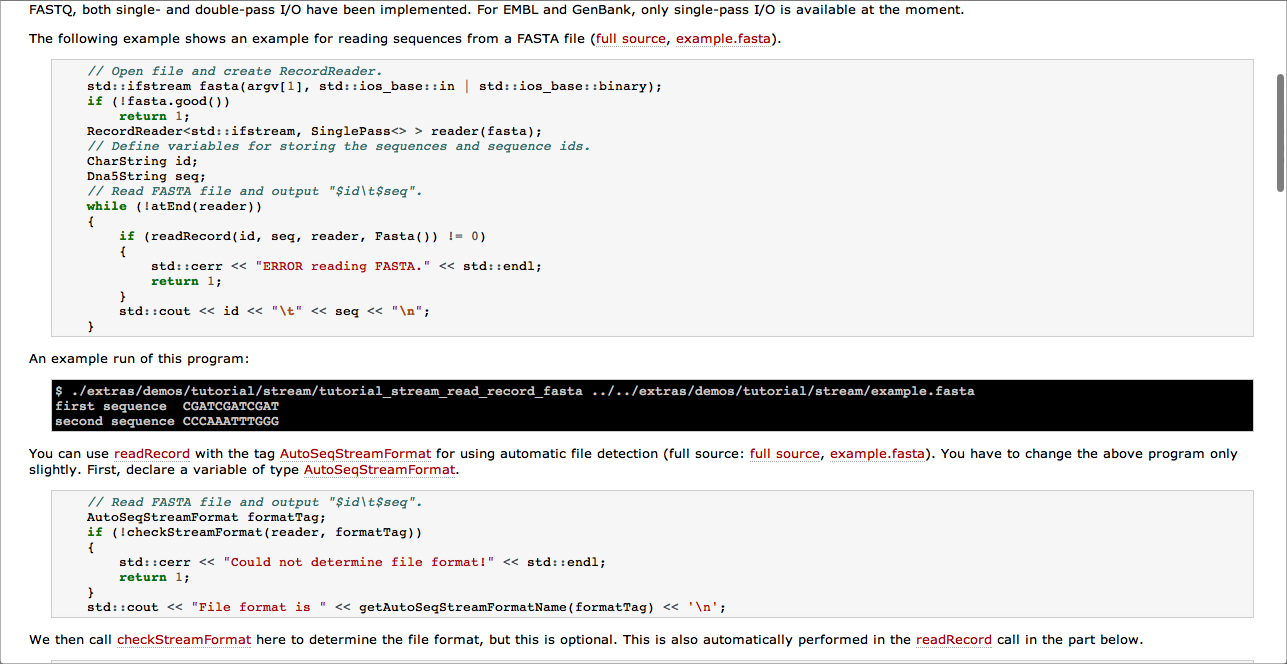 FASTQ, both single- and double-pass I/O have been implemented. For EMBL and GenBank, only single-pass I/O is available at the moment.
The following example shows an example for reading sequences from a FASTA file (full source, example.fasta).
// Open file and create RecordReader.
std::ifstream fasta(argv[1], std::ios_base::in | std::ios_base::binary);
if (!fasta.good())
    return 1;
RecordReader<std::ifstream, SinglePass<> > reader(fasta);
// Define variables for storing the sequences and sequence ids.
CharString id;
Dna5String seq;
// Read FASTA file and output "$id\t$seq".
while (!atEnd(reader))
{
    if (readRecord(id, seq, reader, Fasta()) != 0)
    {
        std::cerr << "ERROR reading FASTA." << std::endl;
        return 1;
    }
    std::cout << id << "\t" << seq << "\n";
}
An example run of this program:
$ ./extras/demos/tutorial/stream/tutorial_stream_read_record_fasta ../../extras/demos/tutorial/stream/example.fasta
first sequence  CGATCGATCGAT
second sequence CCCAAATTTGGG
You can use readRecord with the tag AutoSeqStreamFormat for using automatic file detection (full source: full source, example.fasta). You have to change the above program only
slightly. First, declare a variable of type AutoSeqStreamFormat.
// Read FASTA file and output "$id\t$seq".
AutoSeqStreamFormat formatTag;
if (!checkStreamFormat(reader, formatTag))
{
    std::cerr << "Could not determine file format!" << std::endl;
    return 1;
}
std::cout << "File format is " << getAutoSeqStreamFormatName(formatTag) << '\n';
We then call checkStreamFormat here to determine the file format, but this is optional. This is also automatically performed in the readRecord call in the part below.